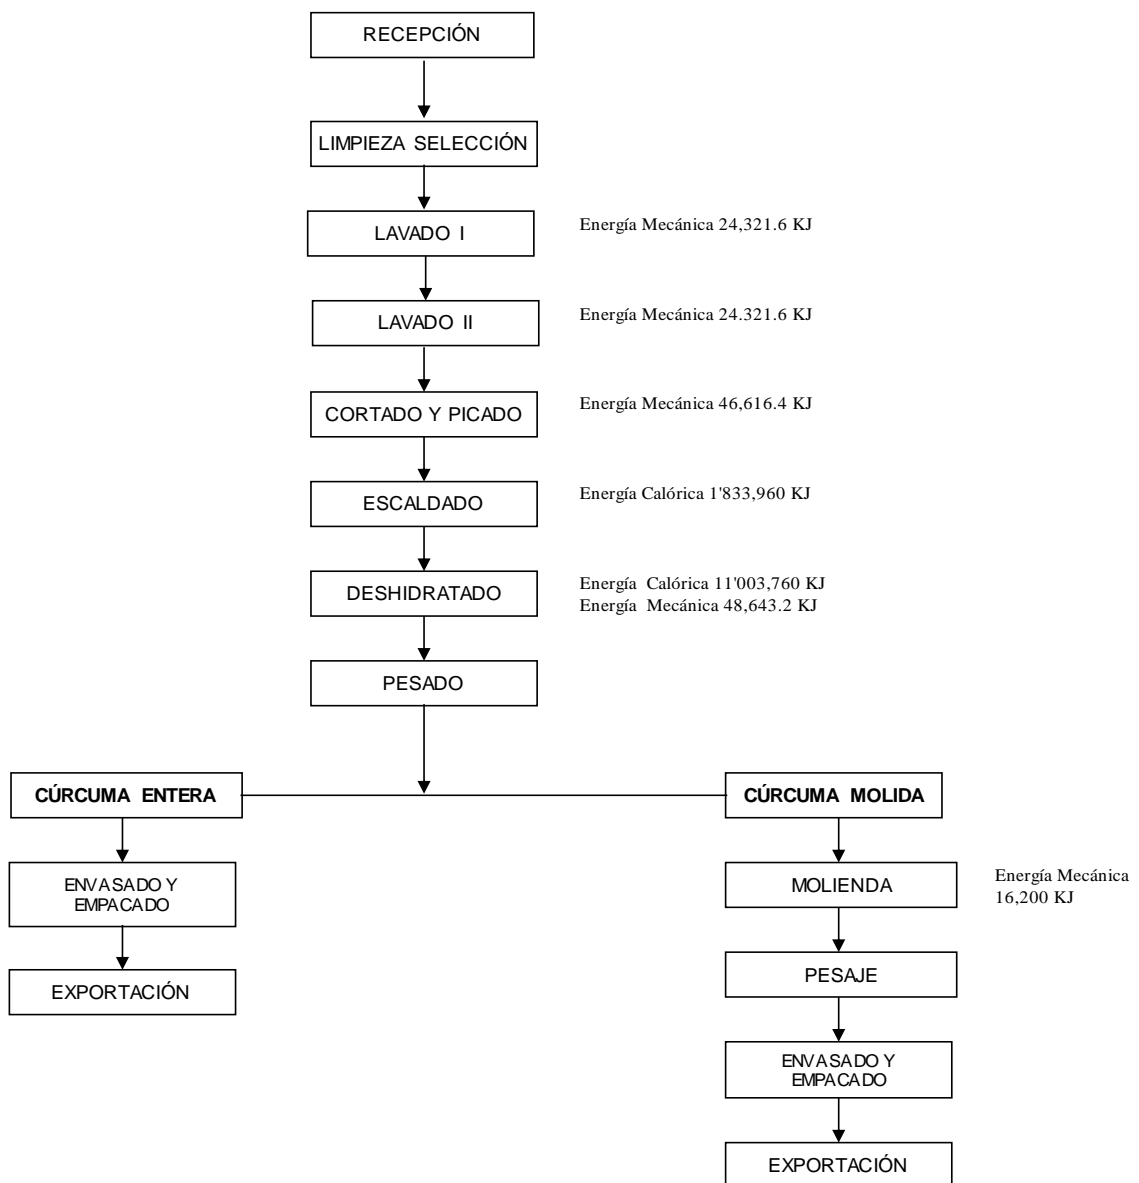 RECEPCIÓN
LIMPIEZA SELECCIÓN
LAVADO I
Energía Mecánica 24,321.6 KJ
LAVADO II
Energía Mecánica 24.321.6 KJ
CORTADO Y PICADO
Energía Mecánica 46,616.4 KJ
ESCALDADO
Energía Calórica 1'833,960 KJ
DESHIDRATADO
Energía Calórica 11'003,760 KJ
Energía Mecánica 48,643.2 KJ
PESADO
CÚRCUMA ENTERA
ENVASADO Y
EMPACADO
EXPORTACIÓN
CÚRCUMA MOLIDA
MOLIENDA
Energía Mecánica
16,200 KJ
PESAJE
ENVASADO Y
EMPACADO
EXPORTACIÓN